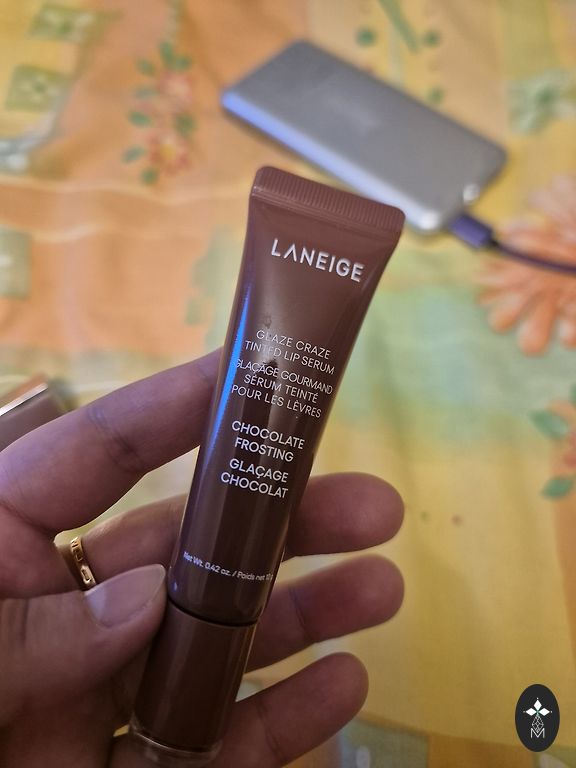 LANEIGE
GLAZE CRAZE
TINTED LIP SERUM
GLAÇAGE GOURMAND
SÉRUM TEINTÉ
POUR LES LÈVRES
CHOCOLATE
FROSTING
GLAÇAGE
CHOCOLAT
Net Wt. 0.42 oz. / Poids net
M